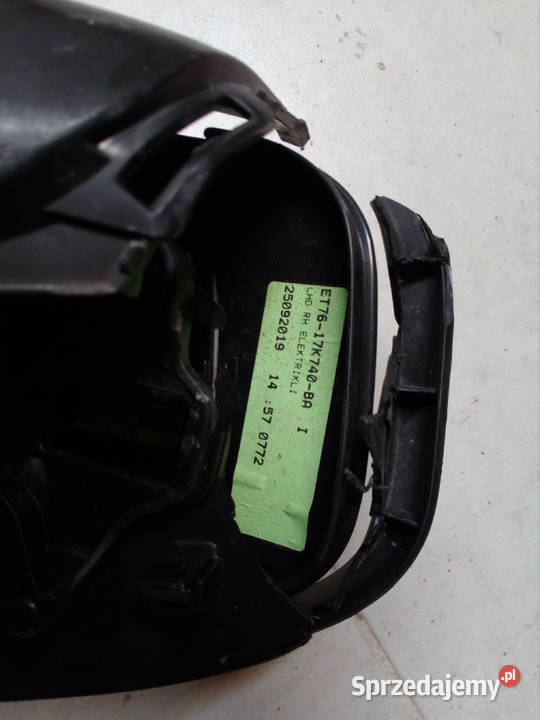 ET76-17K740-BA I
LHD.RH ELEKTRIKLI
25092019 14 :57 0772
Sprzedajemy.pl